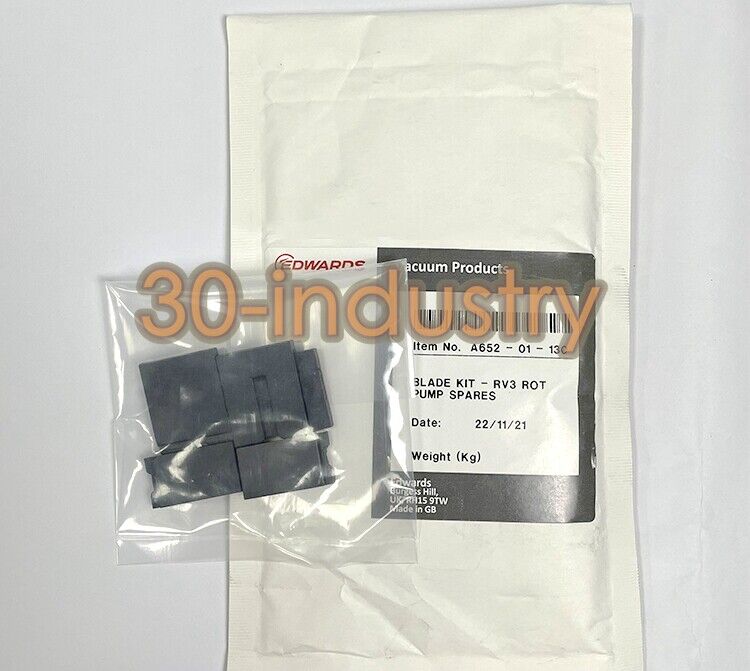 EDWARDS
Vacuum Products
30-industry
Item No. A652 - 01 - 130
BLADE KIT - RV3 ROT
PUMP SPARES
Date: 22/11/21
Weight (Kg)
Edwards
Burgess Hill,
UK, RH15 9TW
Made in GB